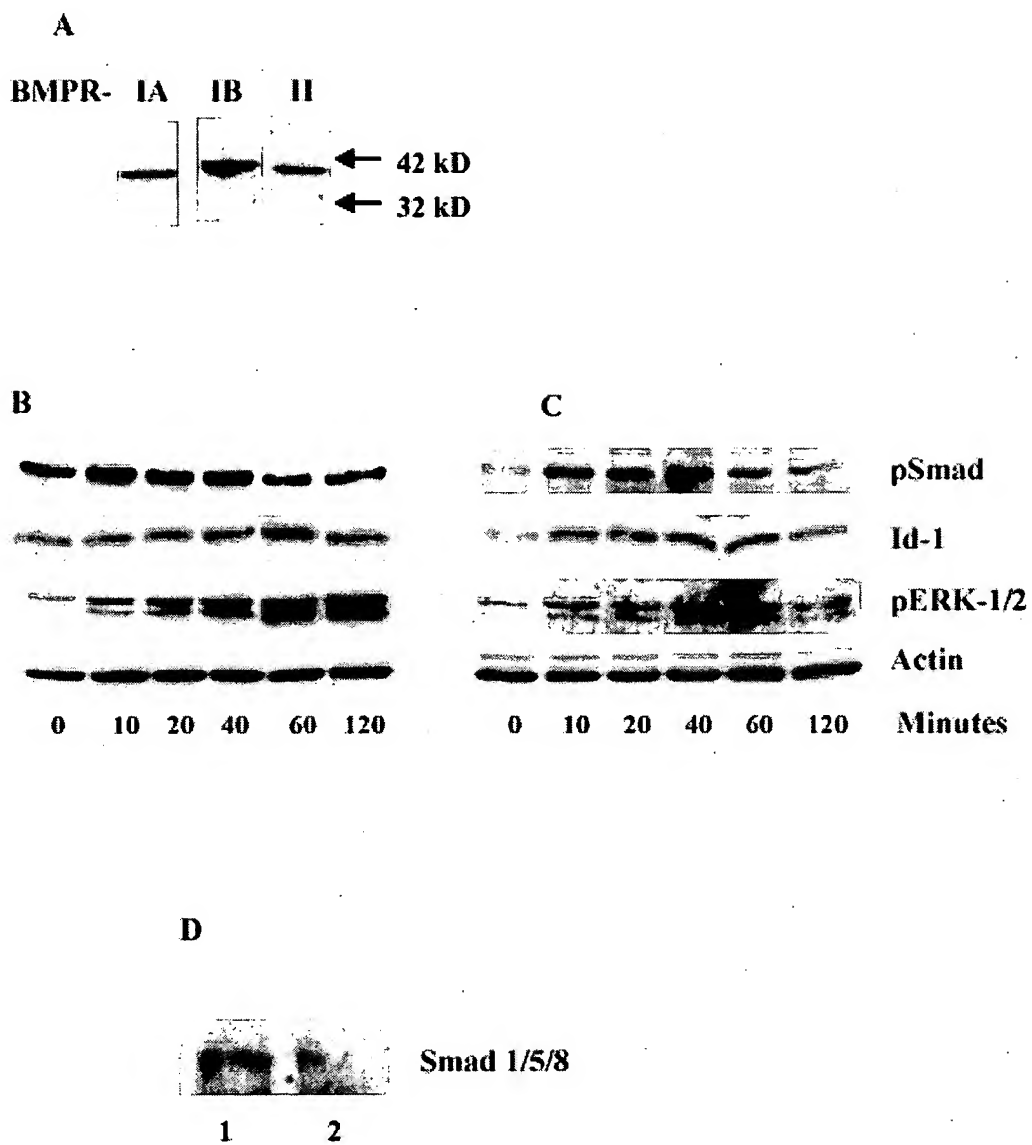 A
BMPR- IA IB II
42 kD
32 kD
B
C
pSmad
Id-1
pERK-1/2
Actin
0 10 20 40 60 120
0 10 20 40 60 120 Minutes
D
Smad 1/5/8
1 2